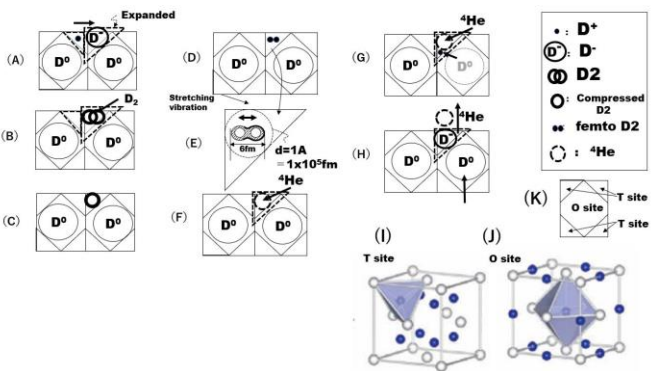 Expanded
(A)
D⁻
D⁰ D⁰
D₂
(B)
D⁰ D⁰
(C)
D⁰ D⁰
(D)
D⁰ D⁰
Stretching
vibration
(E)
6fm
d=1A
=1x10⁵fm
⁴He
(F)
D⁰ D⁰
⁴He
(G)
D⁻
D⁰ D⁰
⁴He
(H)
D⁻
D⁰ D⁰
: D⁺
D⁻ : D⁻
D2
: Compressed
D2
femto D2
: ⁴He
(K)
T site
O site
T site
(I)
T site
(J)
O site